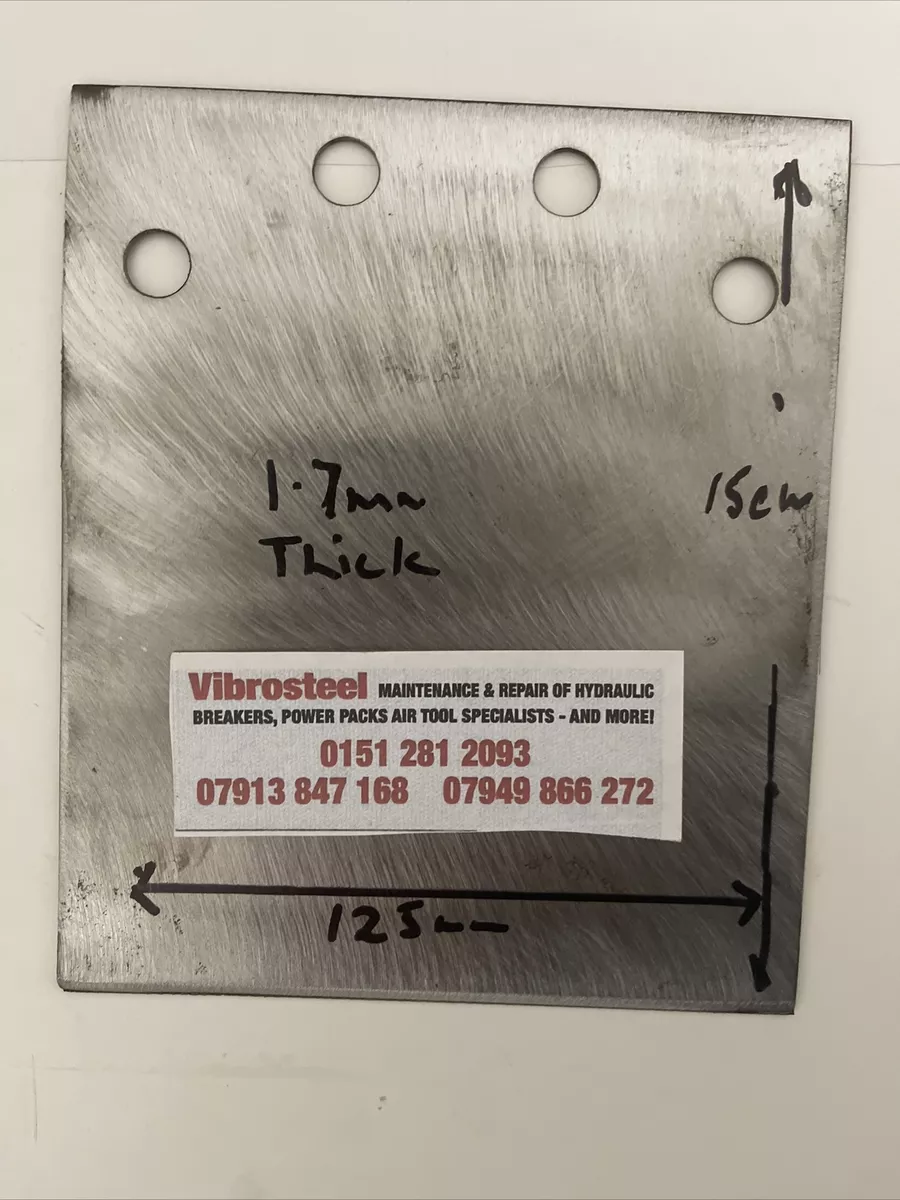 1.7mm
Thick
15cm
Vibrosteel MAINTENANCE & REPAIR OF HYDRAULIC
BREAKERS, POWER PACKS AIR TOOL SPECIALISTS - AND MORE!
0151 281 2093
07913 847 168 07949 866 272
125mm